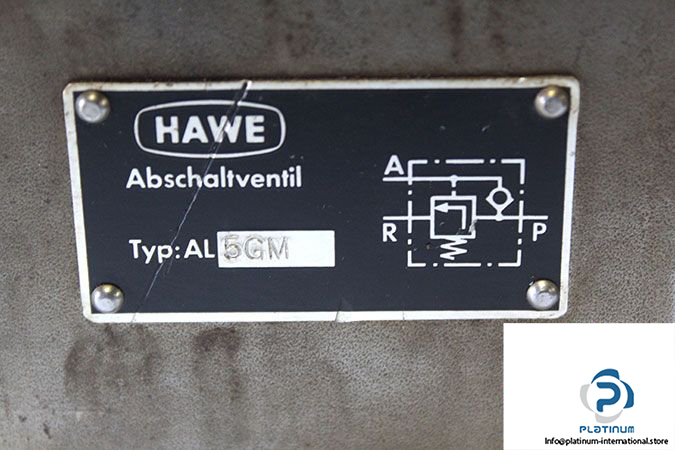 HAWE
Abschaltventil
Typ: AL 5GM
A
R
P
PLATINUM
Info@platinum-international.store